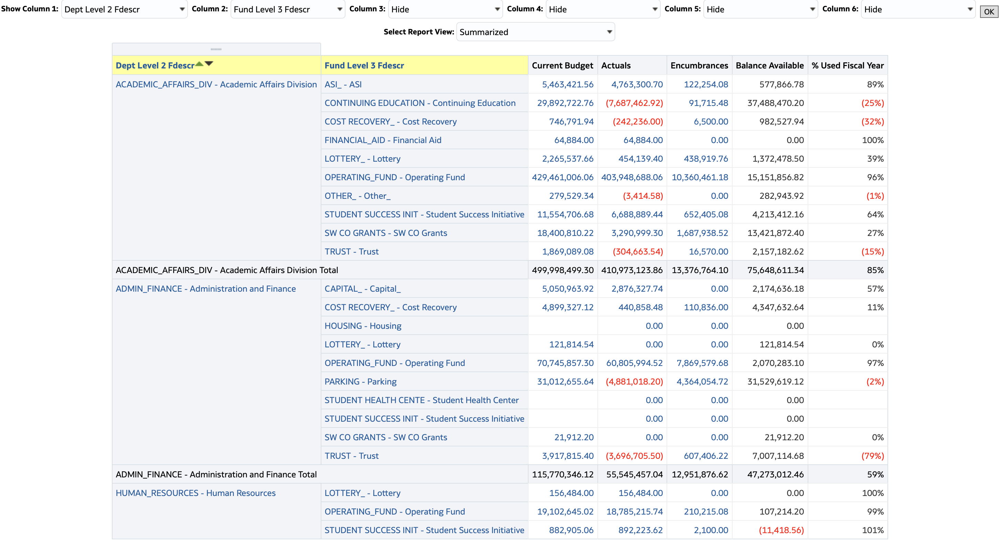 Show Column 1: Dept Level 2 Fdescr Column 2: Fund Level 3 Fdescr Column 3: Hide Column 4: Hide Column 5: Hide Column 6: Hide OK
Select Report View: Summarized
Dept Level 2 Fdescr Fund Level 3 Fdescr Current Budget Actuals Encumbrances Balance Available % Used Fiscal Year
ACADEMIC_AFFAIRS_DIV - Academic Affairs Division ASI_ - ASI 5,463,421.56 4,763,300.70 122,254.08 577,866.78 89%
CONTINUING EDUCATION - Continuing Education 29,892,722.76 (7,687,462.92) 91,715.48 37,488,470.20 (25%)
COST RECOVERY_ - Cost Recovery 746,791.94 (242,236.00) 6,500.00 982,527.94 (32%)
FINANCIAL_AID - Financial Aid 64,884.00 64,884.00 0.00 0.00 100%
LOTTERY_ - Lottery 2,265,537.66 454,139.40 438,919.76 1,372,478.50 39%
OPERATING_FUND - Operating Fund 429,461,006.06 403,948,688.06 10,360,461.18 15,151,856.82 96%
OTHER_ - Other_ 279,529.34 (3,414.58) 0.00 282,943.92 (1%)
STUDENT SUCCESS INIT - Student Success Initiative 11,554,706.68 6,688,889.44 652,405.08 4,213,412.16 64%
SW CO GRANTS - SW CO Grants 18,400,810.22 3,290,999.30 1,687,938.52 13,421,872.40 27%
TRUST - Trust 1,869,089.08 (304,663.54) 16,570.00 2,157,182.62 (15%)
ACADEMIC_AFFAIRS_DIV - Academic Affairs Division Total 499,998,499.30 410,973,123.86 13,376,764.10 75,648,611.34 85%
ADMIN_FINANCE - Administration and Finance CAPITAL_ - Capital_ 5,050,963.92 2,876,327.74 0.00 2,174,636.18 57%
COST RECOVERY_ - Cost Recovery 4,899,327.12 440,858.48 110,836.00 4,347,632.64 11%
HOUSING - Housing 0.00 0.00 0.00
LOTTERY_ - Lottery 121,814.54 0.00 0.00 121,814.54 0%
OPERATING_FUND - Operating Fund 70,745,857.30 60,805,994.52 7,869,579.68 2,070,283.10 97%
PARKING - Parking 31,012,655.64 (4,881,018.20) 4,364,054.72 31,529,619.12 (2%)
STUDENT HEALTH CENTE - Student Health Center 0.00 0.00 0.00
STUDENT SUCCESS INIT - Student Success Initiative 0.00 0.00 0.00
SW CO GRANTS - SW CO Grants 21,912.20 0.00 0.00 21,912.20 0%
TRUST - Trust 3,917,815.40 (3,696,705.50) 607,406.22 7,007,114.68 (79%)
ADMIN_FINANCE - Administration and Finance Total 115,770,346.12 55,545,457.04 12,951,876.62 47,273,012.46 59%
HUMAN_RESOURCES - Human Resources LOTTERY_ - Lottery 156,484.00 156,484.00 0.00 0.00 100%
OPERATING_FUND - Operating Fund 19,102,645.02 18,785,215.74 210,215.08 107,214.20 99%
STUDENT SUCCESS INIT - Student Success Initiative 882,905.06 892,223.62 2,100.00 (11,418.56) 101%